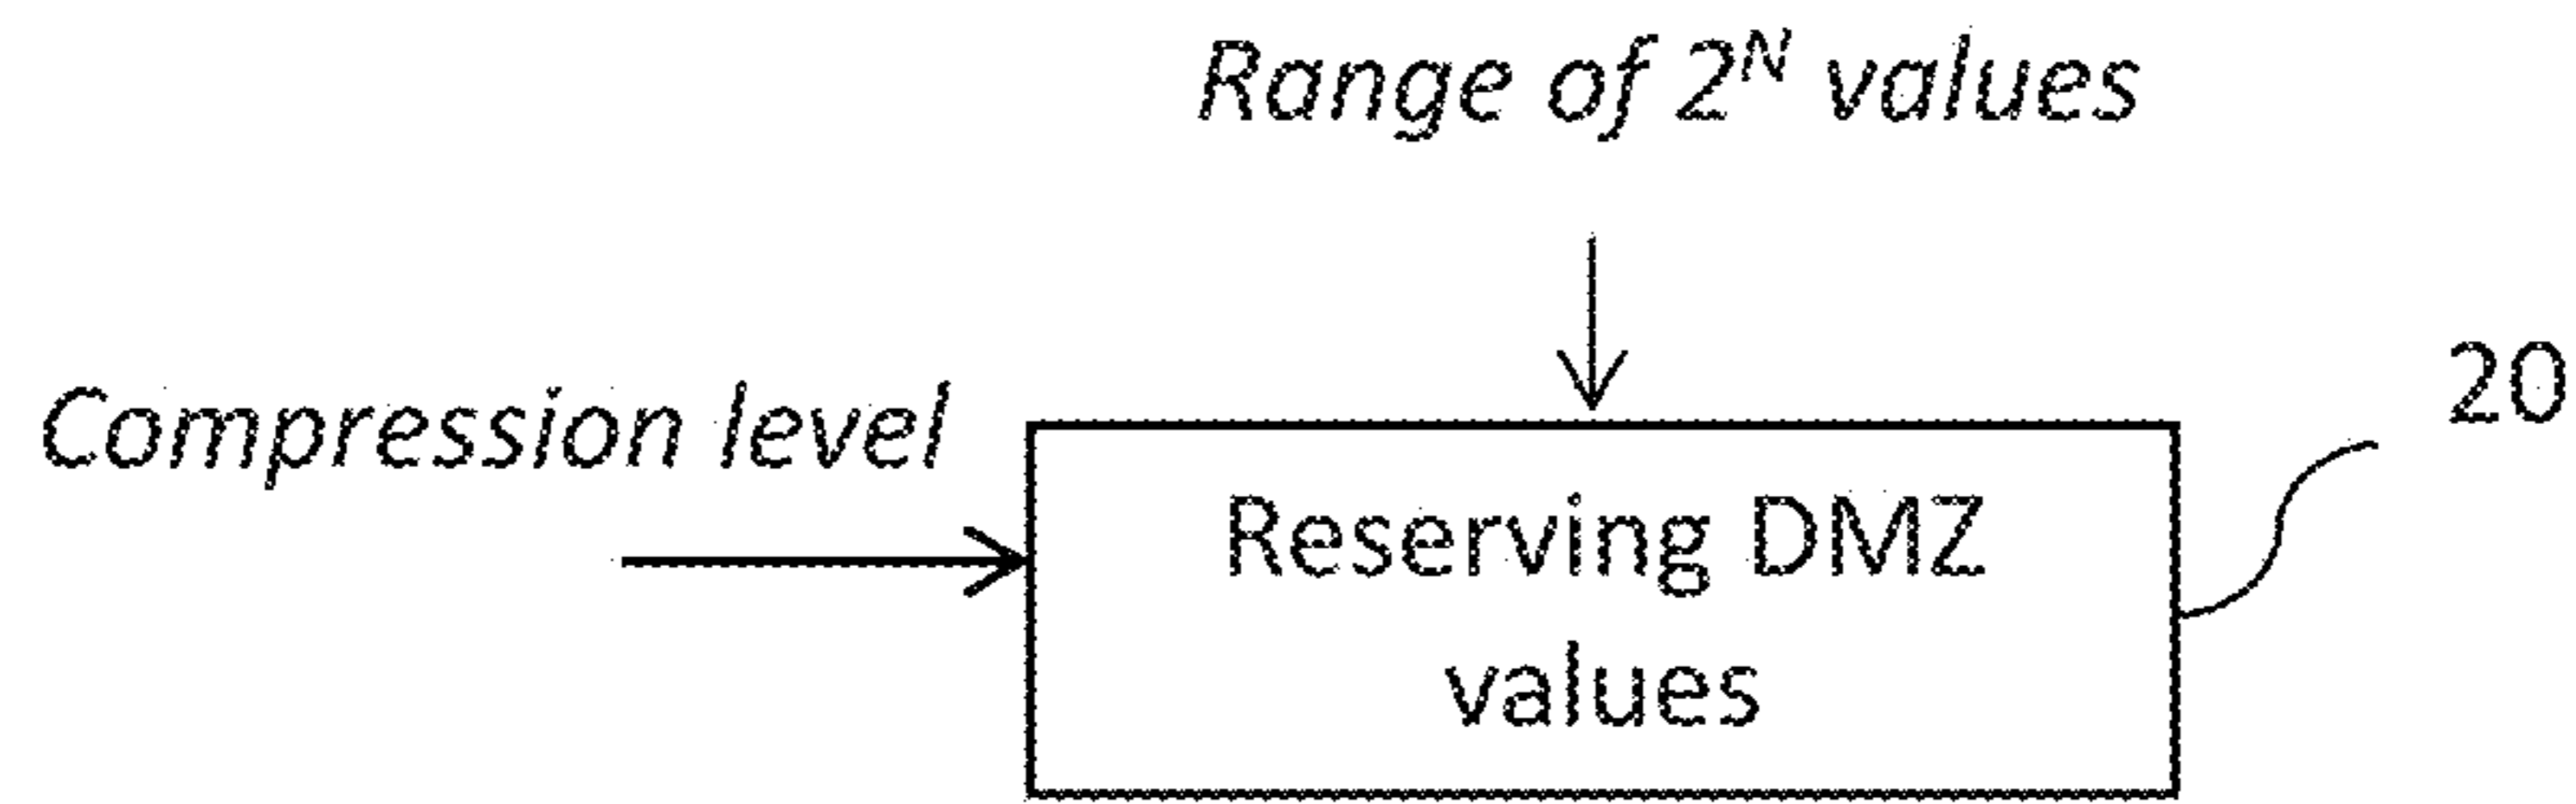 Range of 2^N values
20
Compression level
Reserving DMZ
values